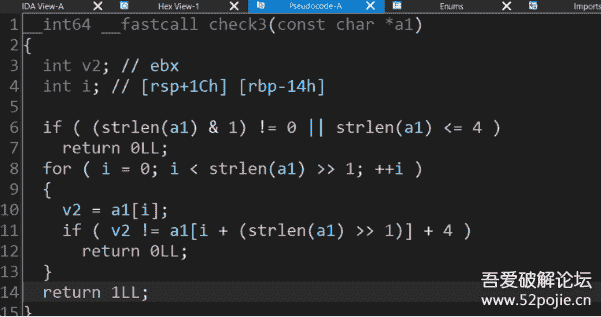 IDA View-A Hex View-1 Pseudocode-A Enums Imports
1 __int64 __fastcall check3(const char *a1)
2 {
3 int v2; // ebx
4 int i; // [rsp+1Ch] [rbp-14h]
5
6 if ( (strlen(a1) & 1) != 0 || strlen(a1) <= 4 )
7 return 0LL;
8 for ( i = 0; i < strlen(a1) >> 1; ++i )
9 {
10 v2 = a1[i];
11 if ( v2 != a1[i + (strlen(a1) >> 1)] + 4 )
12 return 0LL;
13 }
14 return 1LL;
15 }
吾爱破解论坛
www.52pojie.cn